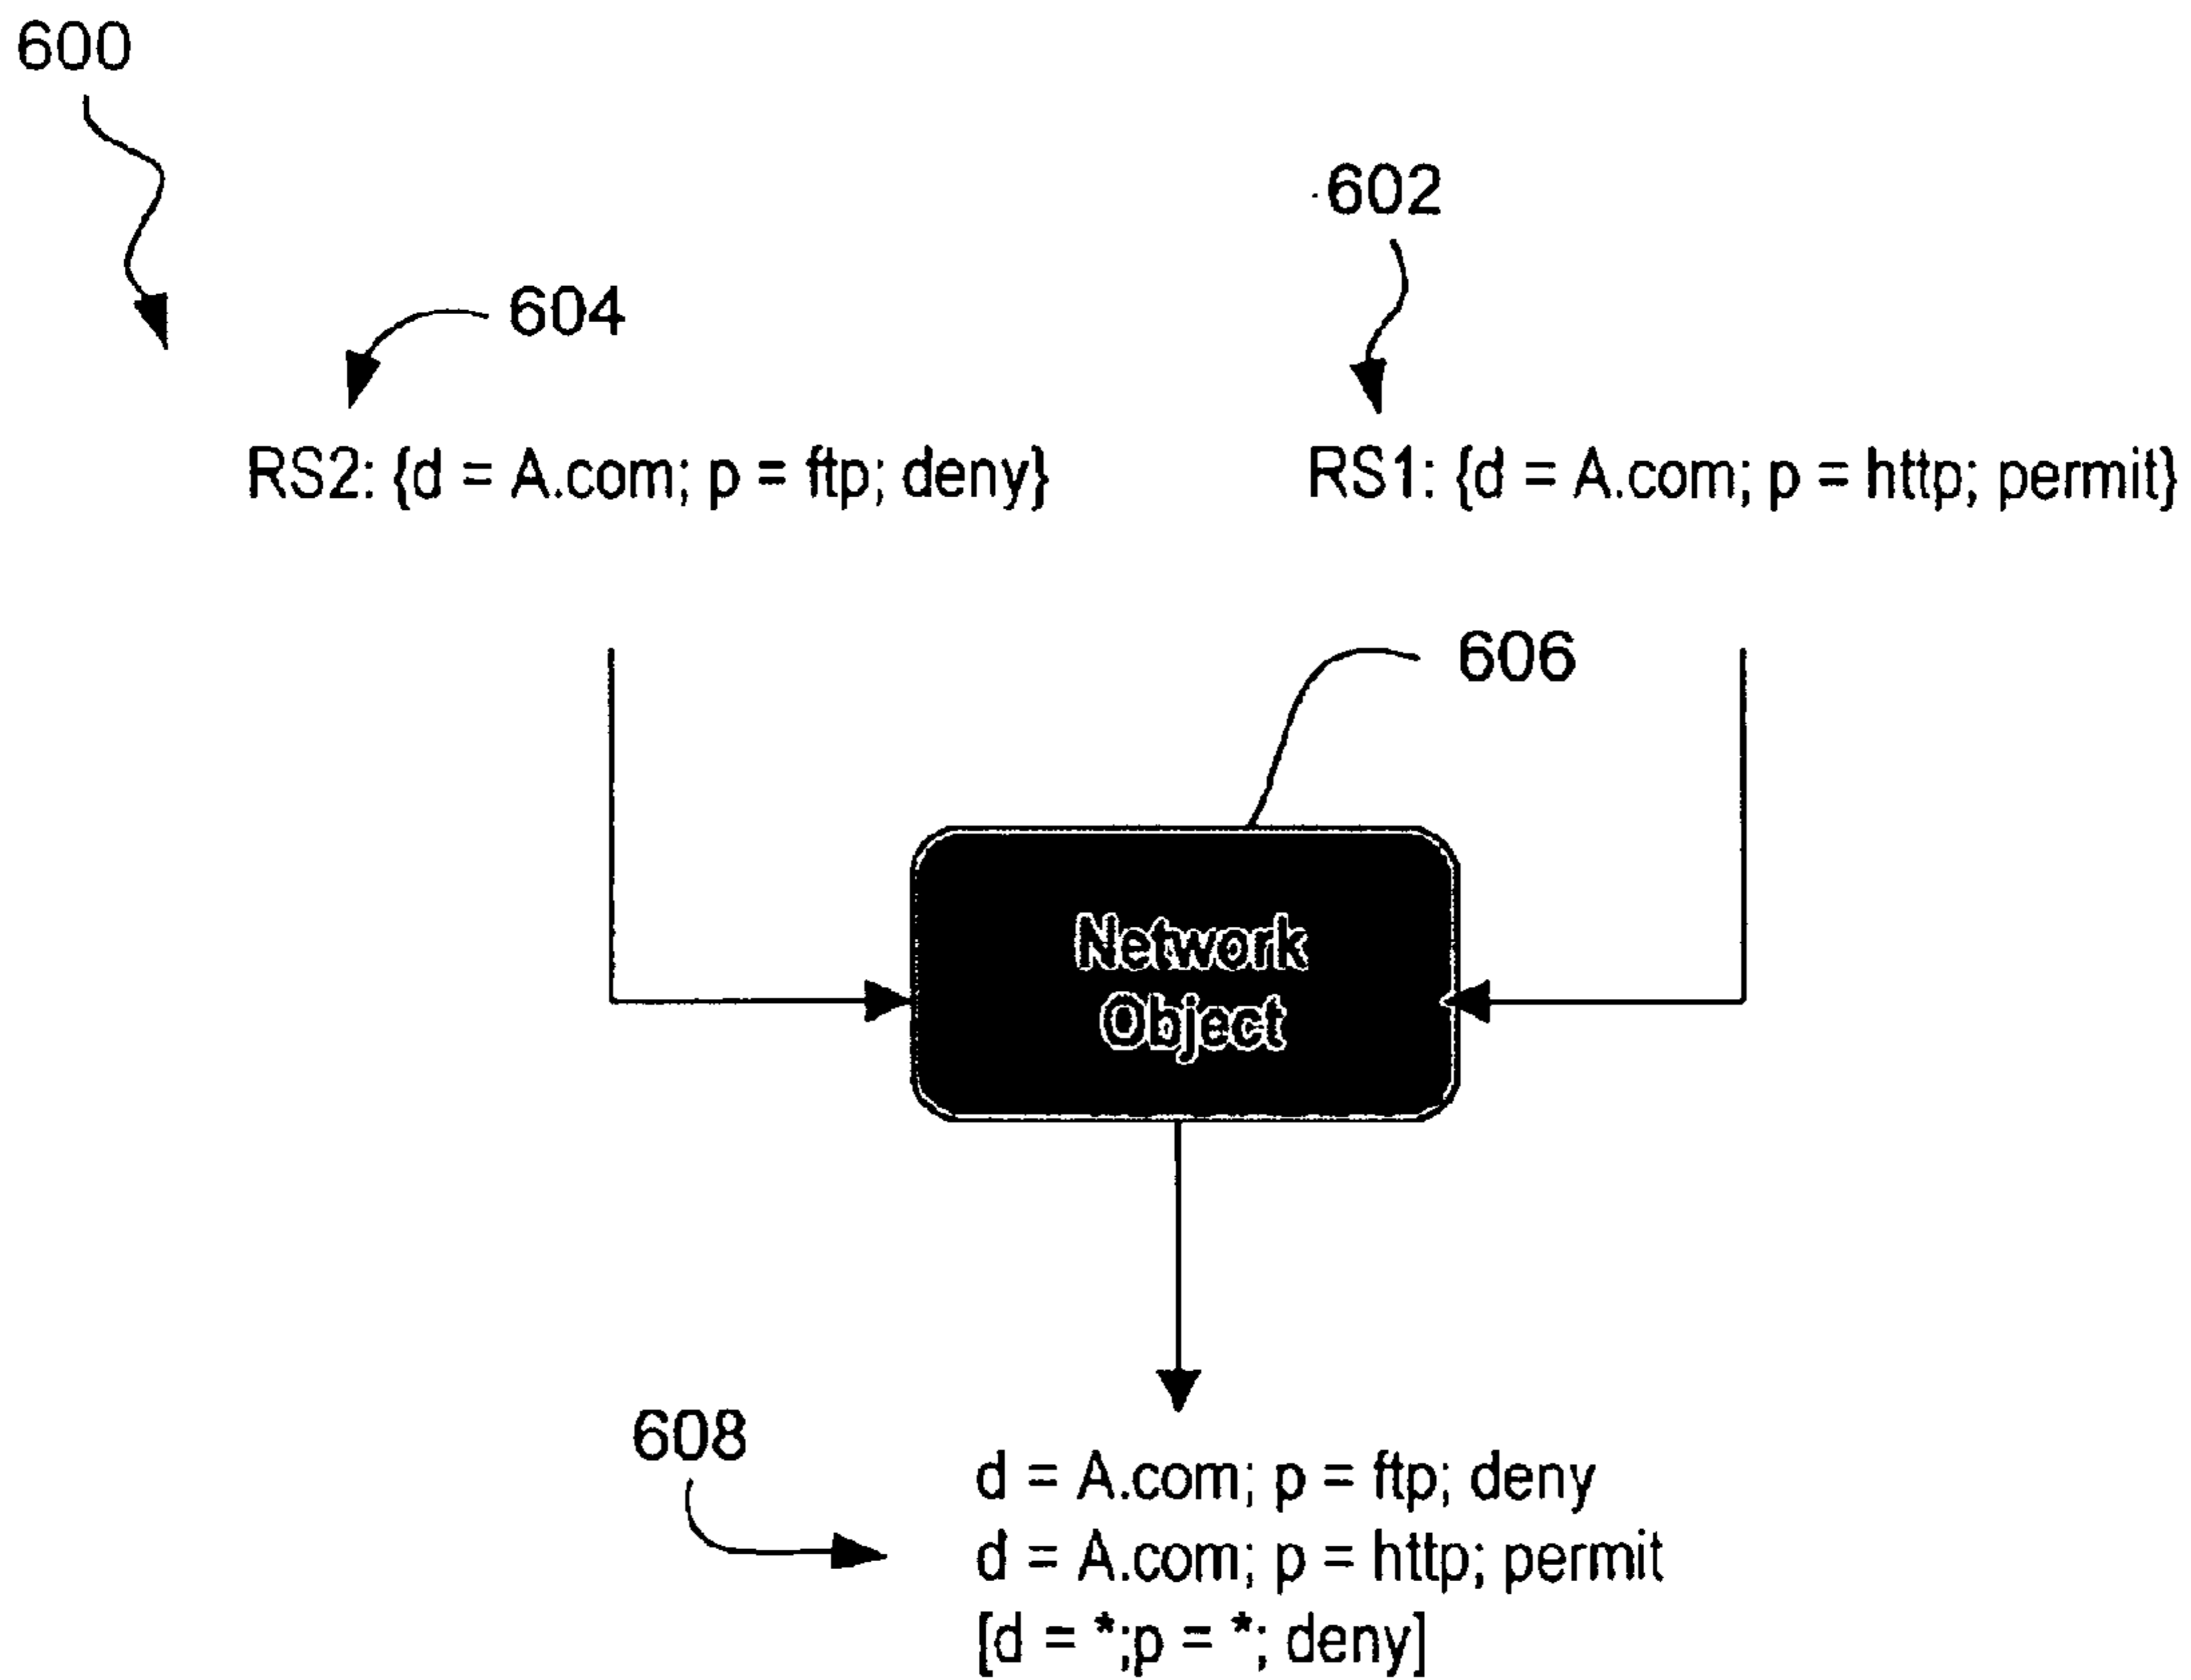 600
602
604
RS2: {d = A.com; p = ftp; deny}
RS1: {d = A.com; p = http; permit}
606
Network
Object
608
d = A.com; p = ftp; deny
d = A.com; p = http; permit
[d = *;p = *; deny]